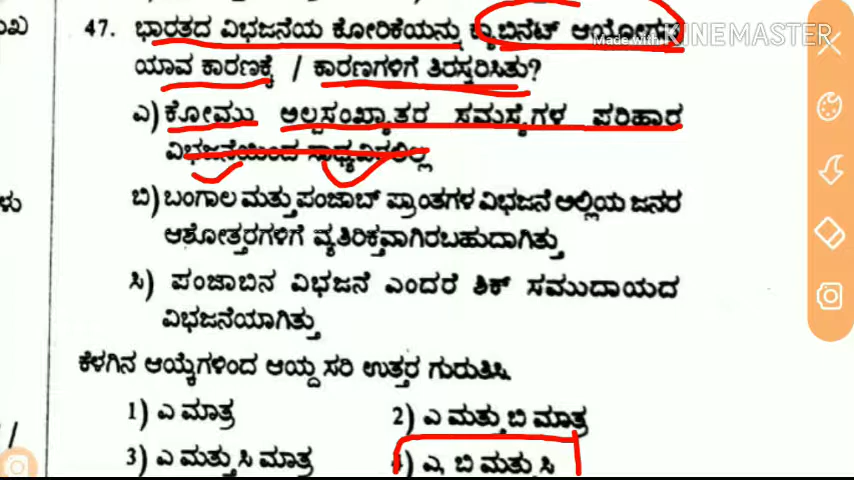 47. ಭಾರತದ ವಿಭಜನೆಯ ಕೋರಿಕೆಯನ್ನು ಕ್ಯಾಬಿನೆಟ್ ಆಯೋಗವು
Made with KINEMASTER
ಯಾವ ಕಾರಣಕ್ಕೆ / ಕಾರಣಗಳಿಗೆ ತಿರಸ್ಕರಿಸಿತು?
ಎ) ಕೋಮು ಅಲ್ಪಸಂಖ್ಯಾತರ ಸಮಸ್ಯೆಗಳ ಪರಿಹಾರ
ವಿಭಜನೆಯಿಂದ ಸಾಧ್ಯವಿರಲಿಲ್ಲ
ಬಿ) ಬಂಗಾಲ ಮತ್ತು ಪಂಜಾಬ್ ಪ್ರಾಂತಗಳ ವಿಭಜನೆ ಅಲ್ಲಿಯ ಜನರ
ಆಶೋತ್ತರಗಳಿಗೆ ವ್ಯತಿರಿಕ್ತವಾಗಿರಬಹುದಾಗಿತ್ತು
ಸಿ) ಪಂಜಾಬಿನ ವಿಭಜನೆ ಎಂದರೆ ಶಿಕ್ ಸಮುದಾಯದ
ವಿಭಜನೆಯಾಗಿತ್ತು
ಕೆಳಗಿನ ಆಯ್ಕೆಗಳಿಂದ ಆಯ್ದ ಸರಿ ಉತ್ತರ ಗುರುತಿಸಿ
1) ಎ ಮಾತ್ರ 2) ಎ ಮತ್ತು ಬಿ ಮಾತ್ರ
3) ಎ ಮತ್ತು ಸಿ ಮಾತ್ರ 4) ಎ, ಬಿ ಮತ್ತು ಸಿ